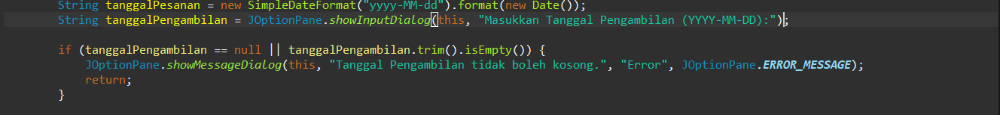 String tanggalPesanan = new SimpleDateFormat("yyyy-MM-dd").format(new Date());
String tanggalPengambilan = JOptionPane.showInputDialog(this, "Masukkan Tanggal Pengambilan (YYYY-MM-DD):");
if (tanggalPengambilan == null || tanggalPengambilan.trim().isEmpty()) {
JOptionPane.showMessageDialog(this, "Tanggal Pengambilan tidak boleh kosong.", "Error", JOptionPane.ERROR_MESSAGE);
return;
}